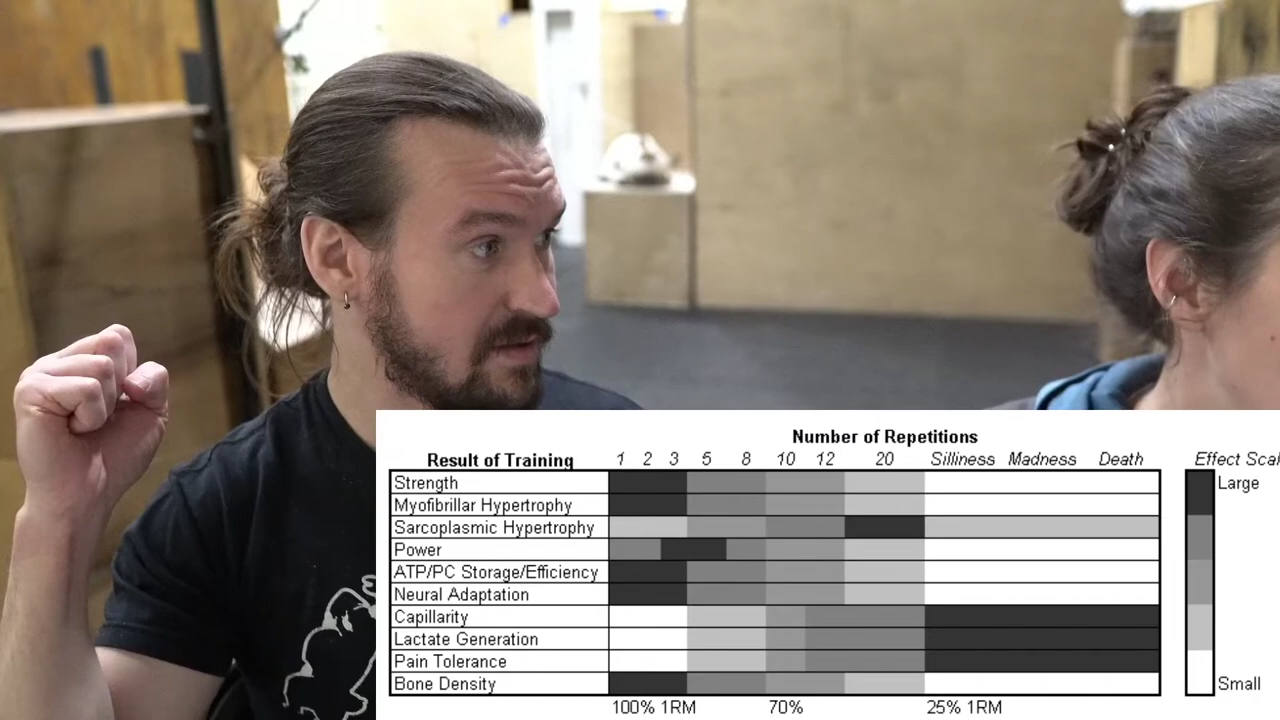 Number of Repetitions
Result of Training 1 2 3 5 8 10 12 20 Silliness Madness Death Effect Scal
Strength Large
Myofibrillar Hypertrophy
Sarcoplasmic Hypertrophy
Power
ATP/PC Storage/Efficiency
Neural Adaptation
Capillarity
Lactate Generation
Pain Tolerance
Bone Density Small
100% 1RM 70% 25% 1RM